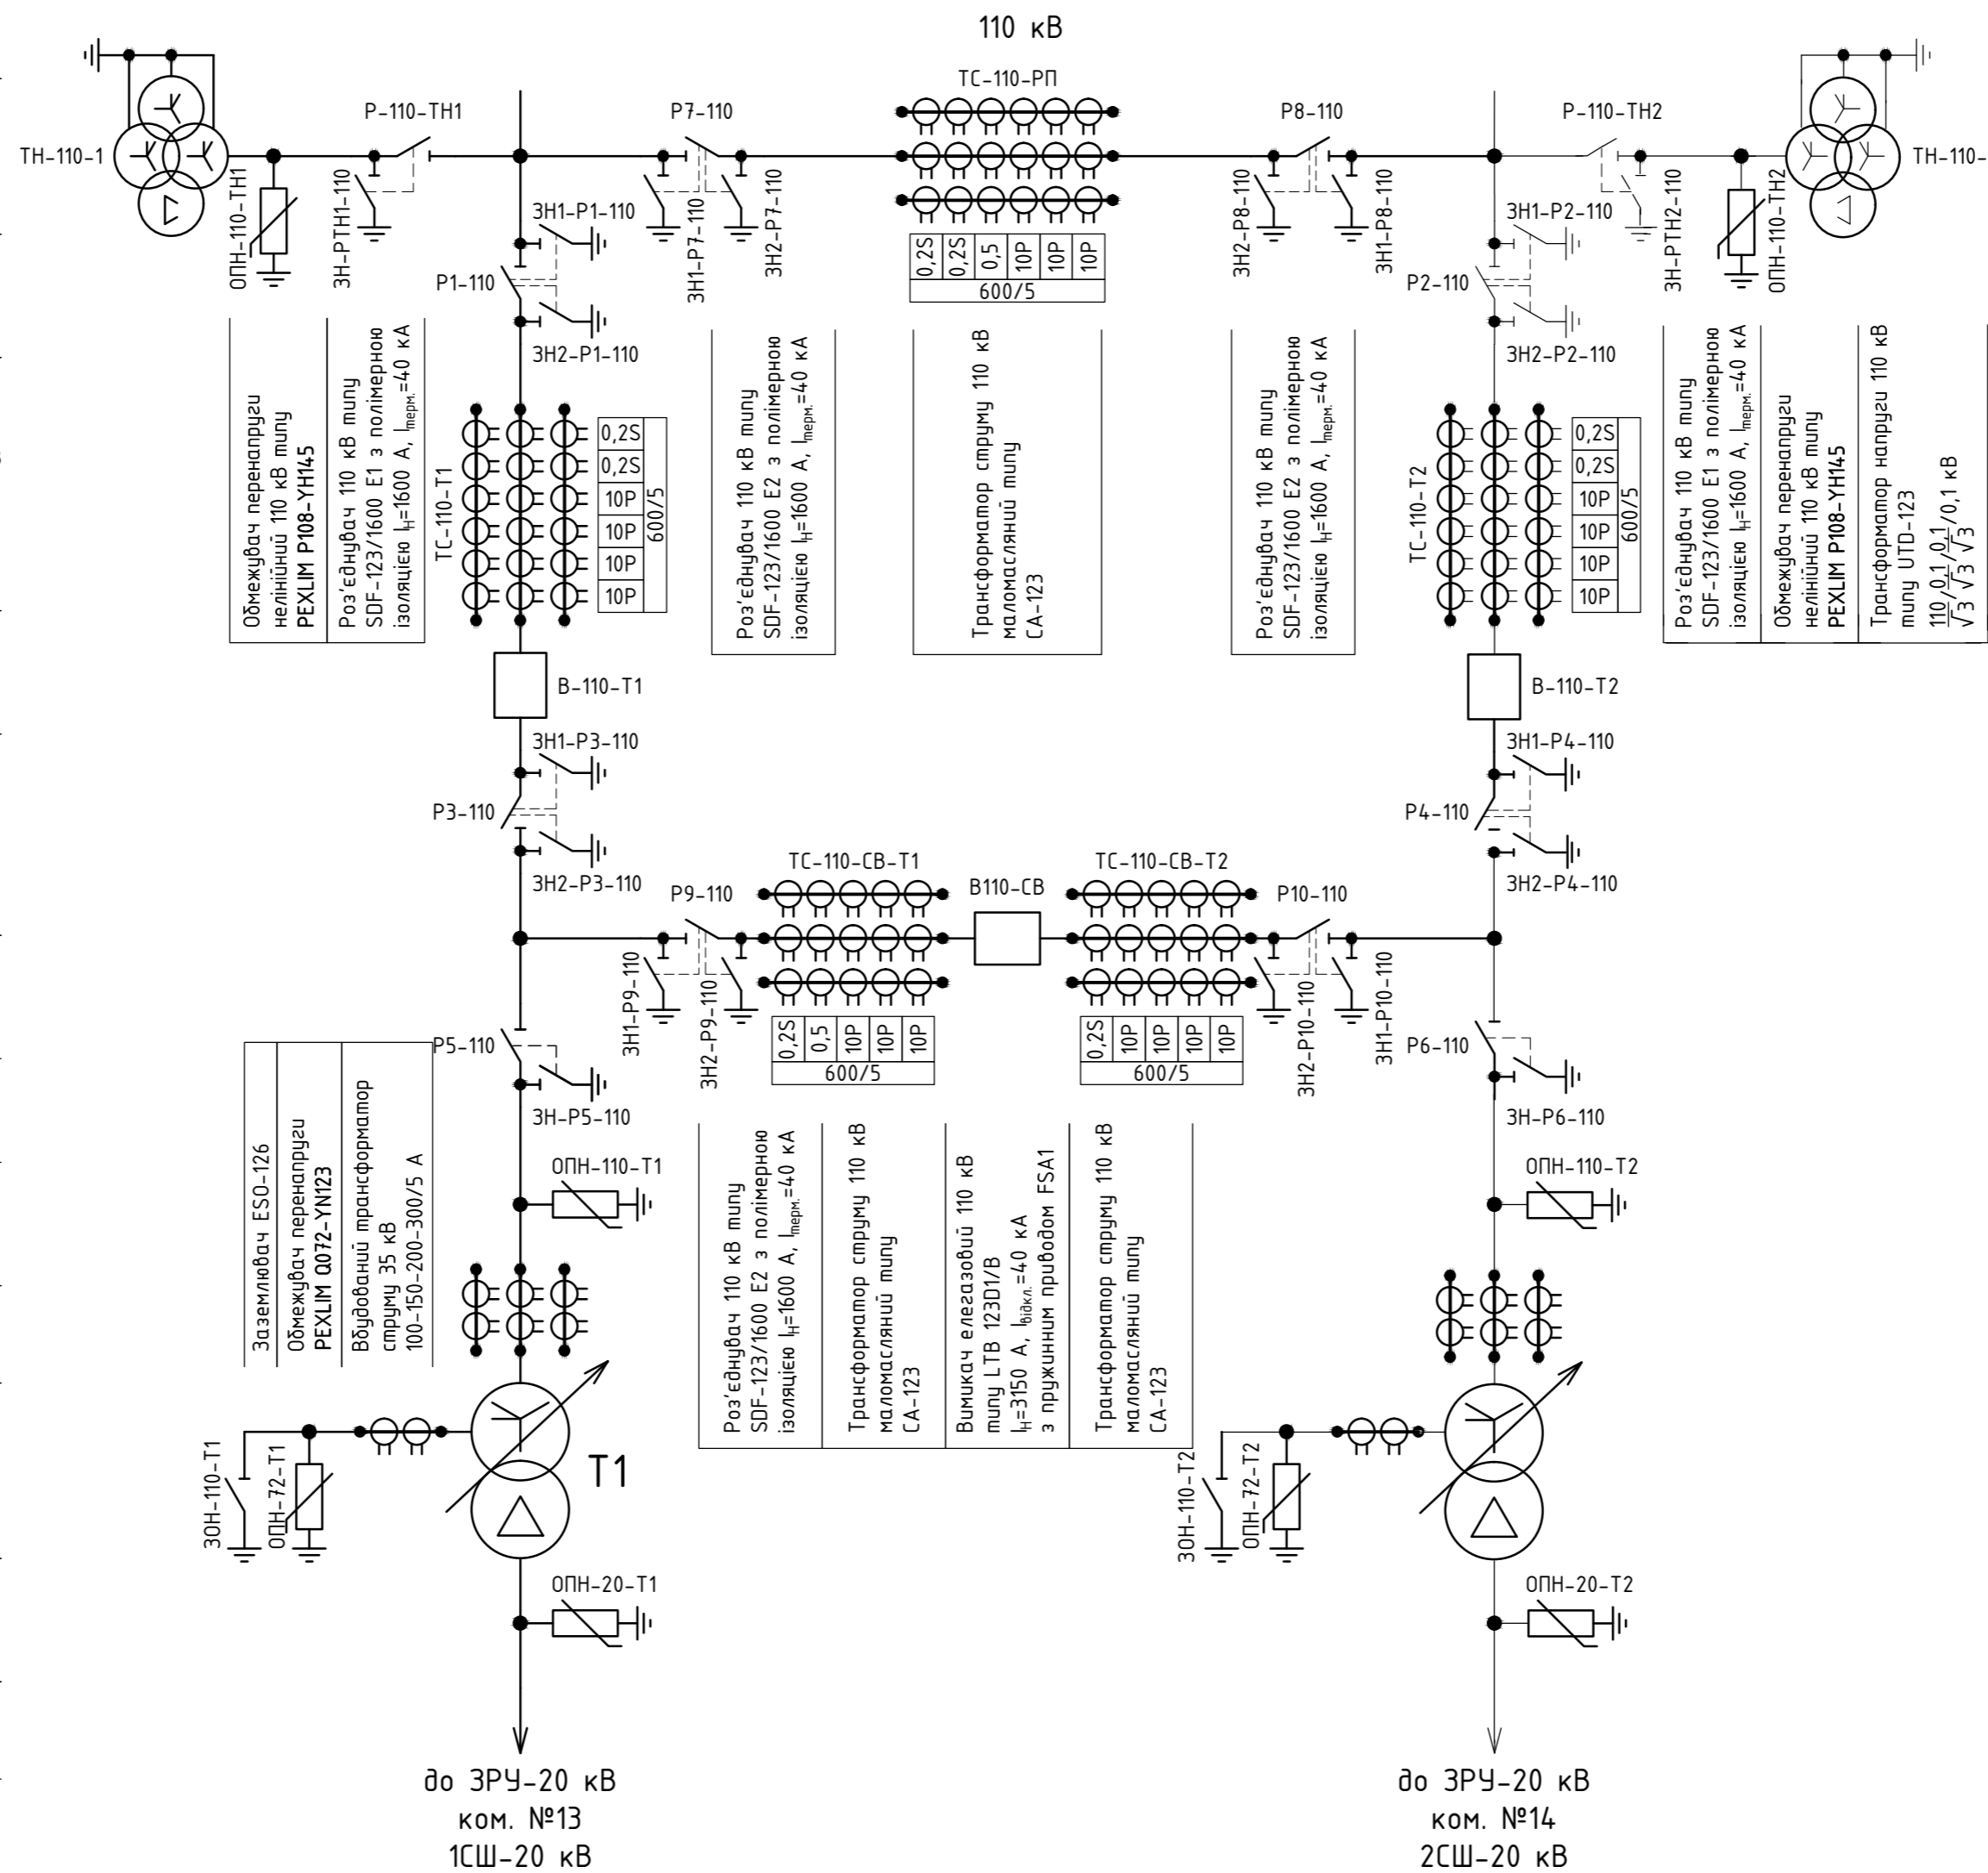 110 кВ
ТС-110-РП
Р-110-ТН1
Р7-110
Р8-110
Р-110-ТН2
ТН-110-1
ТН-110-
ОПН-110-ТН1
ЗН-РТН1-110
ЗН1-Р1-110
ЗН1-Р7-110
ЗН2-Р7-110
0,2S
0,2S
0,5
10Р
10Р
10Р
600/5
ЗН2-Р8-110
ЗН1-Р8-110
ЗН1-Р2-110
ЗН-РТН2-110
ОПН-110-ТН2
Р1-110
Р2-110
ЗН2-Р1-110
ЗН2-Р2-110
Обмежувач перенапруги
нелінійний 110 кВ типу
PEXLIM P108-YH145
Роз'єднувач 110 кВ типу
SDF-123/1600 E1 з полімерною
ізоляцією Iн=1600 А, Iтерм.=40 кА
ТС-110-Т1
0,2S
0,2S
10Р
10Р
10Р
10Р
600/5
Роз'єднувач 110 кВ типу
SDF-123/1600 E2 з полімерною
ізоляцією Iн=1600 А, Iтерм.=40 кА
Трансформатор струму 110 кВ
маломасляний типу
СА-123
Роз'єднувач 110 кВ типу
SDF-123/1600 E2 з полімерною
ізоляцією Iн=1600 А, Iтерм.=40 кА
ТС-110-Т2
0,2S
0,2S
10Р
10Р
10Р
10Р
600/5
Роз'єднувач 110 кВ типу
SDF-123/1600 E1 з полімерною
ізоляцією Iн=1600 А, Iтерм.=40 кА
Обмежувач перенапруги
нелінійний 110 кВ типу
PEXLIM P108-YH145
Трансформатор напруги 110 кВ
типу UTD-123
110/√3/0,1/√3/0,1/√3/0,1 кВ
В-110-Т1
В-110-Т2
ЗН1-Р3-110
ЗН1-Р4-110
Р3-110
Р4-110
ЗН2-Р3-110
ЗН2-Р4-110
Р9-110
ТС-110-СВ-Т1
В110-СВ
ТС-110-СВ-Т2
Р10-110
ЗН1-Р9-110
ЗН2-Р9-110
0,2S
0,5
10Р
10Р
10Р
600/5
0,2S
10Р
10Р
10Р
10Р
600/5
ЗН2-Р10-110
ЗН1-Р10-110
Р5-110
Р6-110
ЗН-Р5-110
ЗН-Р6-110
Заземлювач ESO-126
Обмежувач перенапруги
PEXLIM Q072-YN123
Вбудований трансформатор
струму 35 кВ
100-150-200-300/5 А
ОПН-110-Т1
ОПН-110-Т2
Роз'єднувач 110 кВ типу
SDF-123/1600 E2 з полімерною
ізоляцією Iн=1600 А, Iтерм.=40 кА
Трансформатор струму 110 кВ
маломасляний типу
СА-123
Вимикач елегазовий 110 кВ
типу LTB 123D1/B
Iн=3150 А, Iвідкл.=40 кА
з пружинним приводом FSA1
Трансформатор струму 110 кВ
маломасляний типу
СА-123
ЗОН-110-Т1
ОПН-72-Т1
Т1
ЗОН-110-Т2
ОПН-72-Т2
ОПН-20-Т1
ОПН-20-Т2
до ЗРУ-20 кВ
ком. №13
1СШ-20 кВ
до ЗРУ-20 кВ
ком. №14
2СШ-20 кВ